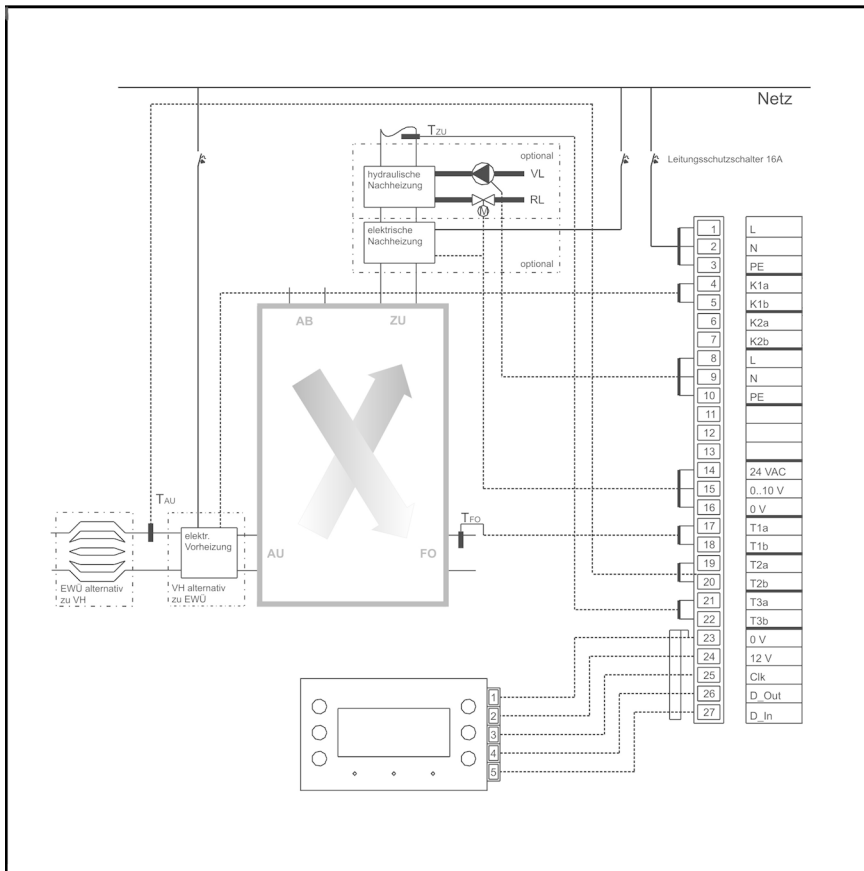 Netz
TZU
optional
Leitungsschutzschalter 16A
hydraulische
Nachheizung
VL
RL
M
elektrische
Nachheizung
optional
1 L
2 N
3 PE
4 K1a
5 K1b
6 K2a
7 K2b
8 L
9 N
10 PE
11
12
13
14 24 VAC
15 0..10 V
16 0 V
17 T1a
18 T1b
19 T2a
20 T2b
21 T3a
22 T3b
23 0 V
24 12 V
25 Clk
26 D_Out
27 D_In
AB
ZU
TAU
TFO
elektr.
Vorheizung
AU
FO
EWÜ alternativ
zu VH
VH alternativ
zu EWÜ
1
2
3
4
5